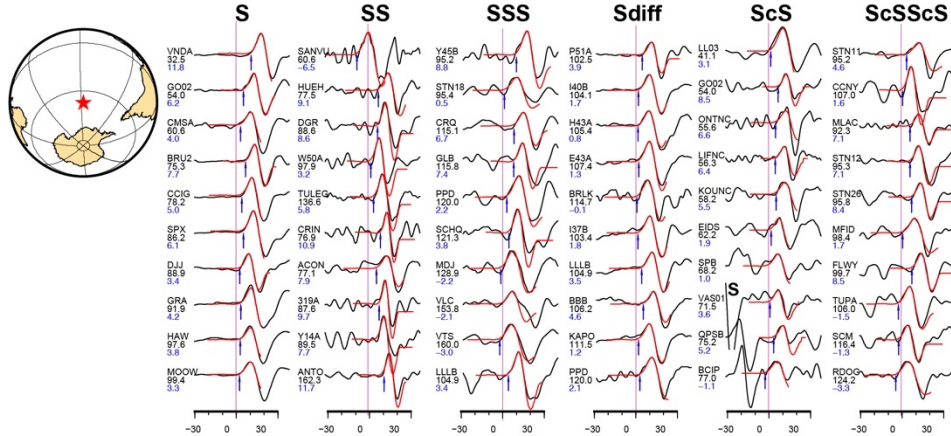 S SS SSS Sdiff ScS ScSScS
VNDA
32.5
11.8
GO02
54.0
6.2
CMSA
60.6
4.0
BRU2
75.3
7.7
CCIG
78.2
5.0
SPX
86.2
6.1
DJJ
88.9
3.4
GRA
91.9
4.2
HAW
97.6
3.8
MOOW
99.4
3.3
-30 0 30
SANVU
60.6
-6.5
HUEH
77.5
9.1
DGR
88.6
8.6
W50A
97.9
3.2
TULEG
136.6
5.8
CRIN
76.9
10.9
ACON
77.1
7.9
319A
87.6
9.7
Y14A
89.5
7.7
ANTO
162.3
11.7
-30 0 30
Y45B
95.2
8.8
STN18
95.4
0.5
CRQ
115.1
6.7
GLB
115.8
7.4
PPD
120.0
2.2
SCHQ
121.3
3.8
MDJ
128.9
-2.2
VLC
153.8
-2.1
VTS
160.0
-3.0
LLLB
104.9
3.4
-30 0 30
P51A
102.5
3.9
I40B
104.1
1.7
H43A
105.4
0.8
E43A
107.4
1.3
BRLK
114.7
-0.1
I37B
103.4
1.8
LLLB
104.9
3.5
BBB
106.2
4.6
KAPO
111.5
1.2
PPD
120.0
2.1
-30 0 30
LL03
41.1
3.1
GO02
54.0
8.5
ONTNC
55.6
6.6
LIFNC
56.3
6.4
KOUNC
58.2
5.5
EIDS
62.2
1.9
SPB
68.2
1.0
S
VAS01
71.5
3.6
OPSB
75.2
5.2
BCIP
77.0
-1.1
-30 0 30
STN11
95.2
4.6
CCNY
107.0
1.6
MLAC
92.3
7.1
STN12
95.3
7.1
STN26
95.8
8.4
MFID
98.4
1.7
FLWY
99.7
8.5
TUPA
106.0
-1.5
SCM
116.4
-1.3
RDOG
124.2
-3.3
-30 0 30